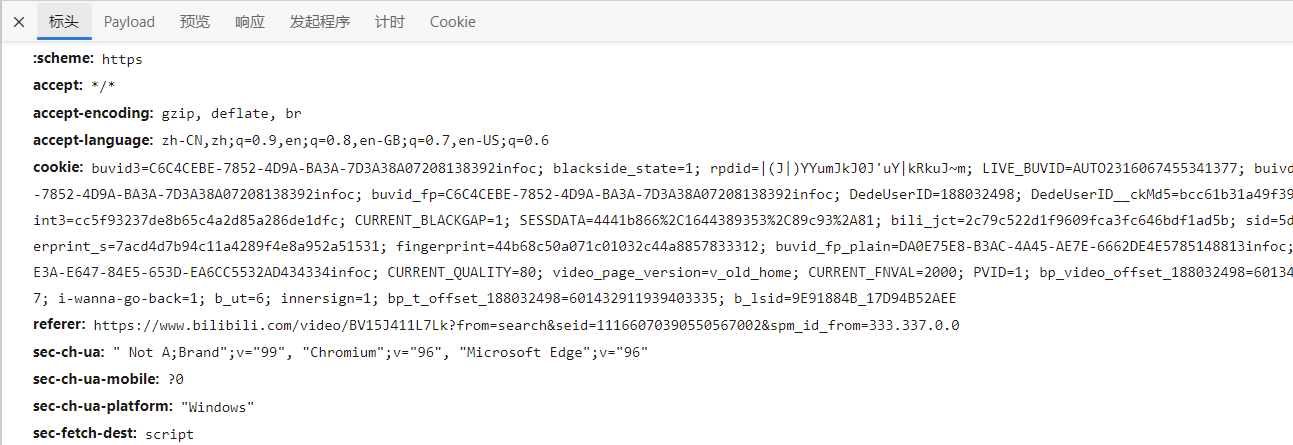 ✕ 标头 Payload 预览 响应 发起程序 计时 Cookie
:scheme: https
accept: */*
accept-encoding: gzip, deflate, br
accept-language: zh-CN,zh;q=0.9,en;q=0.8,en-GB;q=0.7,en-US;q=0.6
cookie: buvid3=C6C4CEBE-7852-4D9A-BA3A-7D3A38A07208138392infoc; blackside_state=1; rpdid=|(J|)YYumJkJ0J'uY|kRkuJ~m; LIVE_BUVID=AUTO2316067455341377; buivd
-7852-4D9A-BA3A-7D3A38A07208138392infoc; buvid_fp=C6C4CEBE-7852-4D9A-BA3A-7D3A38A07208138392infoc; DedeUserID=188032498; DedeUserID__ckMd5=bcc61b31a49f39
int3=cc5f93237de8b65c4a2d85a286de1dfc; CURRENT_BLACKGAP=1; SESSDATA=4441b866%2C1644389353%2C89c93%2A81; bili_jct=2c79c522d1f9609fca3fc646bdf1ad5b; sid=5d
erprint_s=7acd4d7b94c11a4289f4e8a952a51531; fingerprint=44b68c50a071c01032c44a8857833312; buvid_fp_plain=DA0E75E8-B3AC-4A45-AE7E-6662DE4E5785148813infoc;
E3A-E647-84E5-653D-EA6CC5532AD434334infoc; CURRENT_QUALITY=80; video_page_version=v_old_home; CURRENT_FNVAL=2000; PVID=1; bp_video_offset_188032498=60134
7; i-wanna-go-back=1; b_ut=6; innersign=1; bp_t_offset_188032498=601432911939403335; b_lsid=9E91884B_17D94B52AEE
referer: https://www.bilibili.com/video/BV15J411L7Lk?from=search&seid=11166070390550567002&spm_id_from=333.337.0.0
sec-ch-ua: " Not A;Brand";v="99", "Chromium";v="96", "Microsoft Edge";v="96"
sec-ch-ua-mobile: ?0
sec-ch-ua-platform: "Windows"
sec-fetch-dest: script